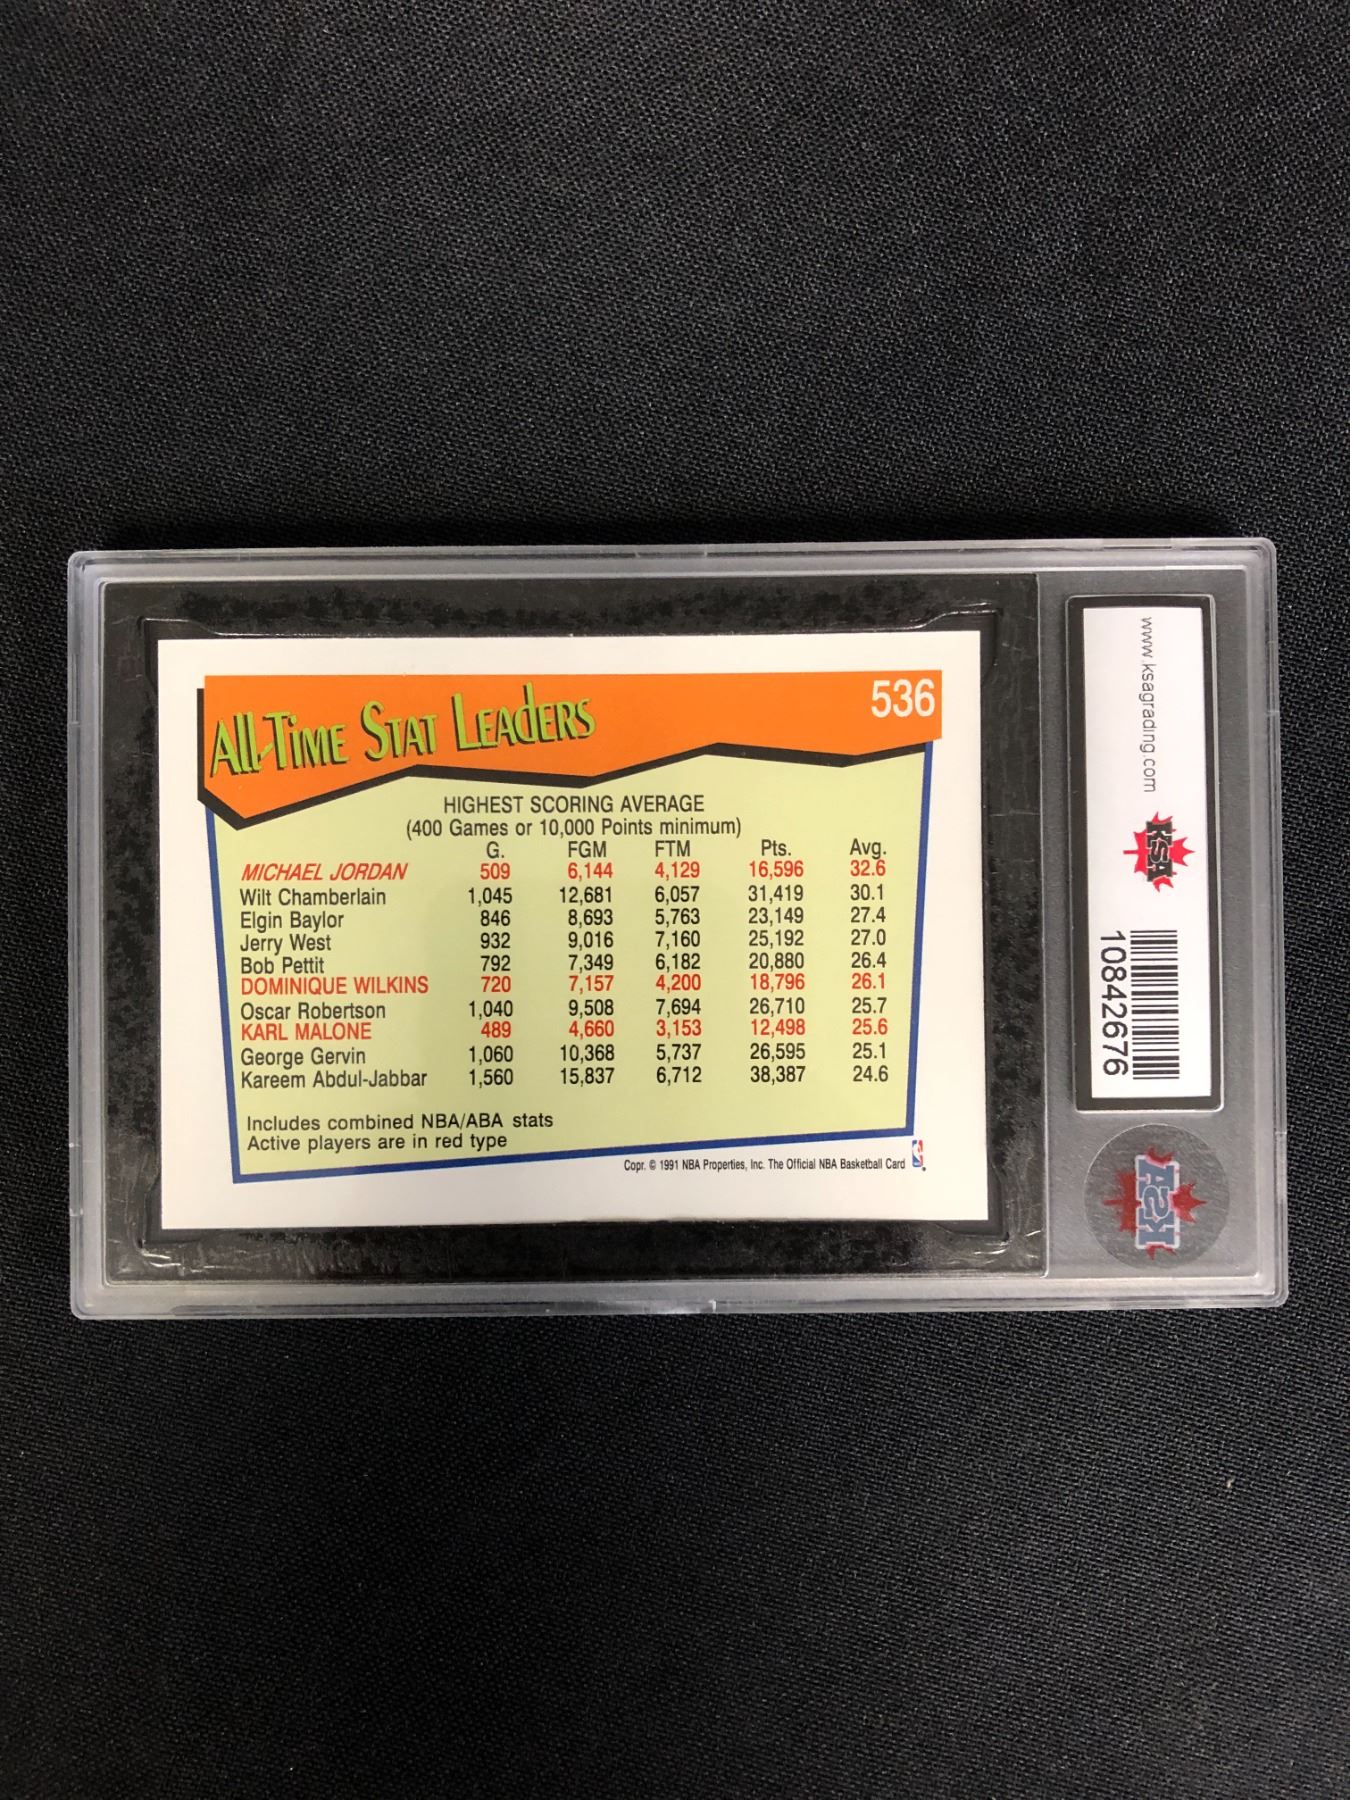 All-Time Stat Leaders 536
HIGHEST SCORING AVERAGE
(400 Games or 10,000 Points minimum)
G. FGM FTM Pts. Avg.
MICHAEL JORDAN 509 6,144 4,129 16,596 32.6
Wilt Chamberlain 1,045 12,681 6,057 31,419 30.1
Elgin Baylor 846 8,693 5,763 23,149 27.4
Jerry West 932 9,016 7,160 25,192 27.0
Bob Pettit 792 7,349 6,182 20,880 26.4
DOMINIQUE WILKINS 720 7,157 4,200 18,796 26.1
Oscar Robertson 1,040 9,508 7,694 26,710 25.7
KARL MALONE 489 4,660 3,153 12,498 25.6
George Gervin 1,060 10,368 5,737 26,595 25.1
Kareem Abdul-Jabbar 1,560 15,837 6,712 38,387 24.6
Includes combined NBA/ABA stats
Active players are in red type
Copr. © 1991 NBA Properties, Inc. The Official NBA Basketball Card
www.ksagrading.com
KSA
10842676
KSA